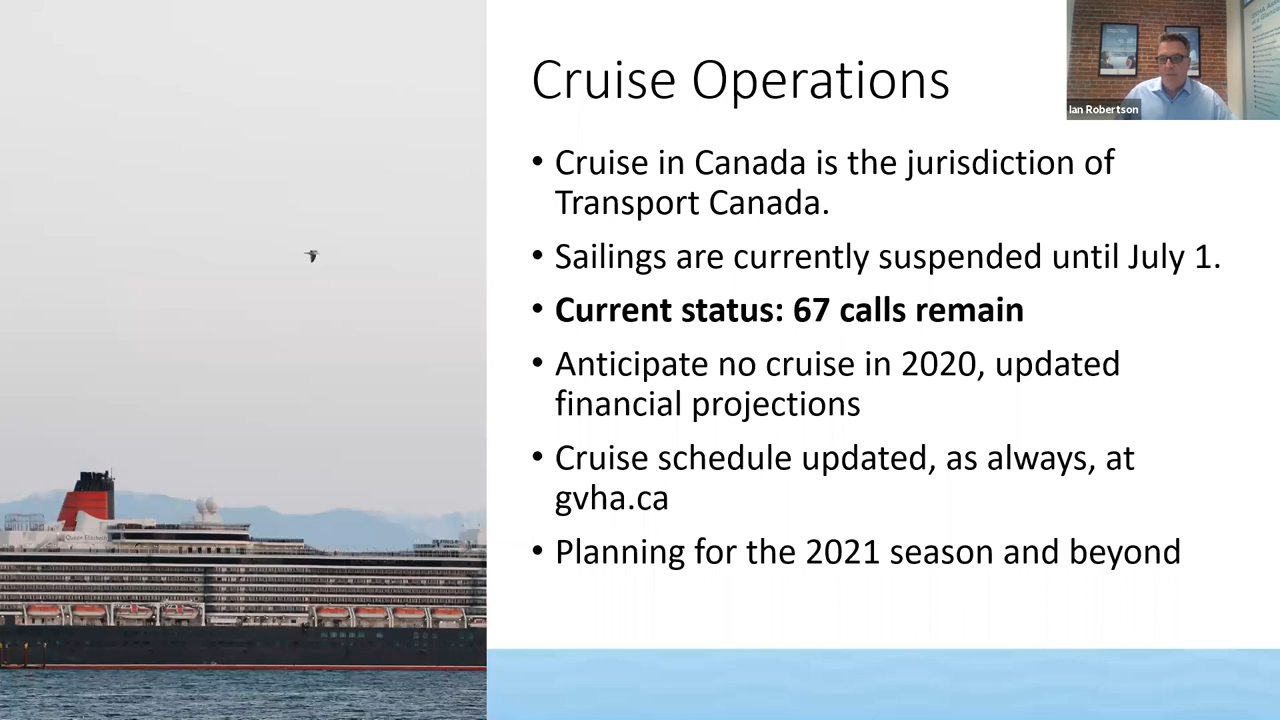 Cruise Operations
Ian Robertson
• Cruise in Canada is the jurisdiction of
Transport Canada.
• Sailings are currently suspended until July 1.
• Current status: 67 calls remain
• Anticipate no cruise in 2020, updated
financial projections
• Cruise schedule updated, as always, at
gvha.ca
• Planning for the 2021 season and beyond
Queen Elizabeth